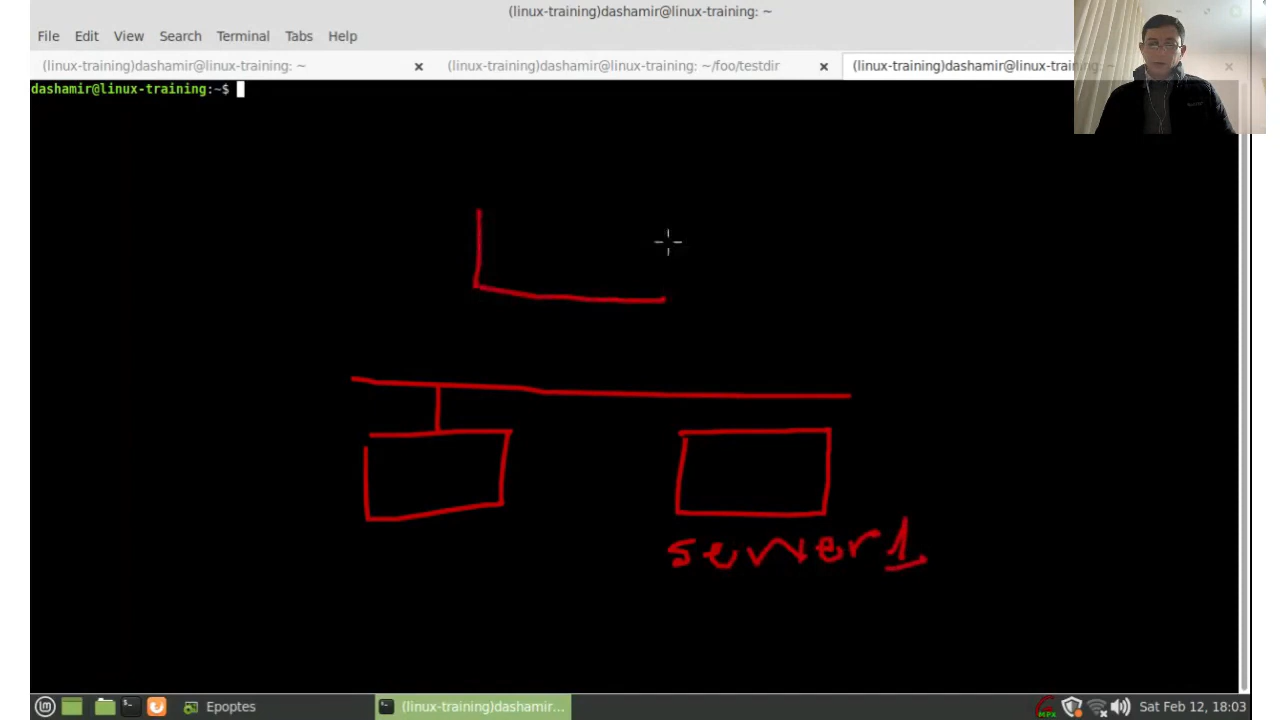 (linux-training)dashamir@linux-training: ~
File Edit View Search Terminal Tabs Help
(linux-training)dashamir@linux-training: ~ × (linux-training)dashamir@linux-training: ~/foo/testdir × (linux-training)dashamir@linux-training: ~ ×
dashamir@linux-training:~$
server1
Epoptes (linux-training)dashamir... MPX Sat Feb 12, 18:03